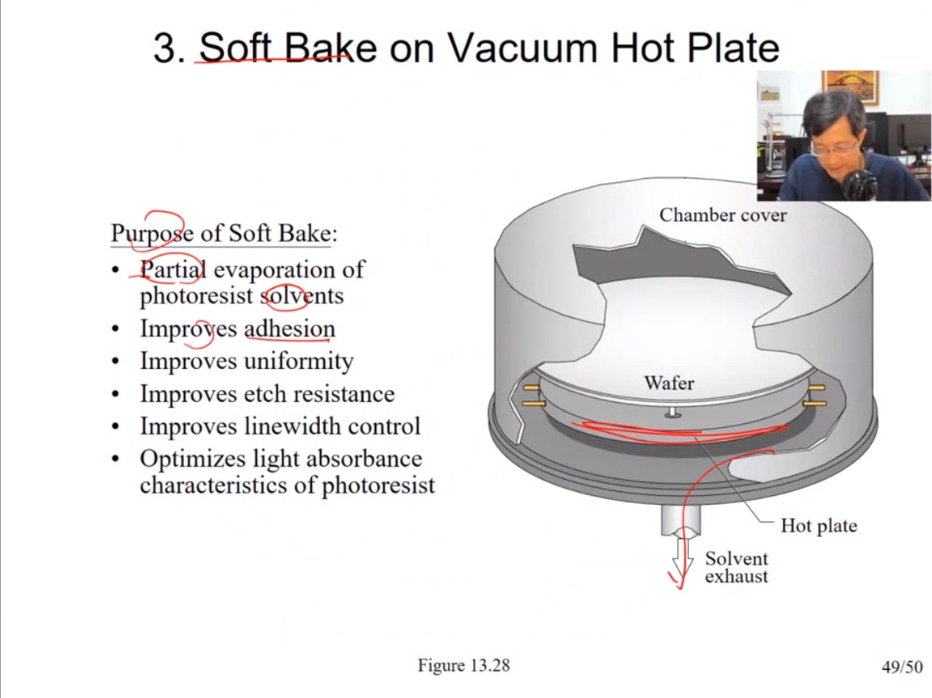 3. Soft Bake on Vacuum Hot Plate
Purpose of Soft Bake:
• Partial evaporation of
photoresist solvents
• Improves adhesion
• Improves uniformity
• Improves etch resistance
• Improves linewidth control
• Optimizes light absorbance
characteristics of photoresist
Chamber cover
Wafer
Hot plate
Solvent
exhaust
Figure 13.28
49/50